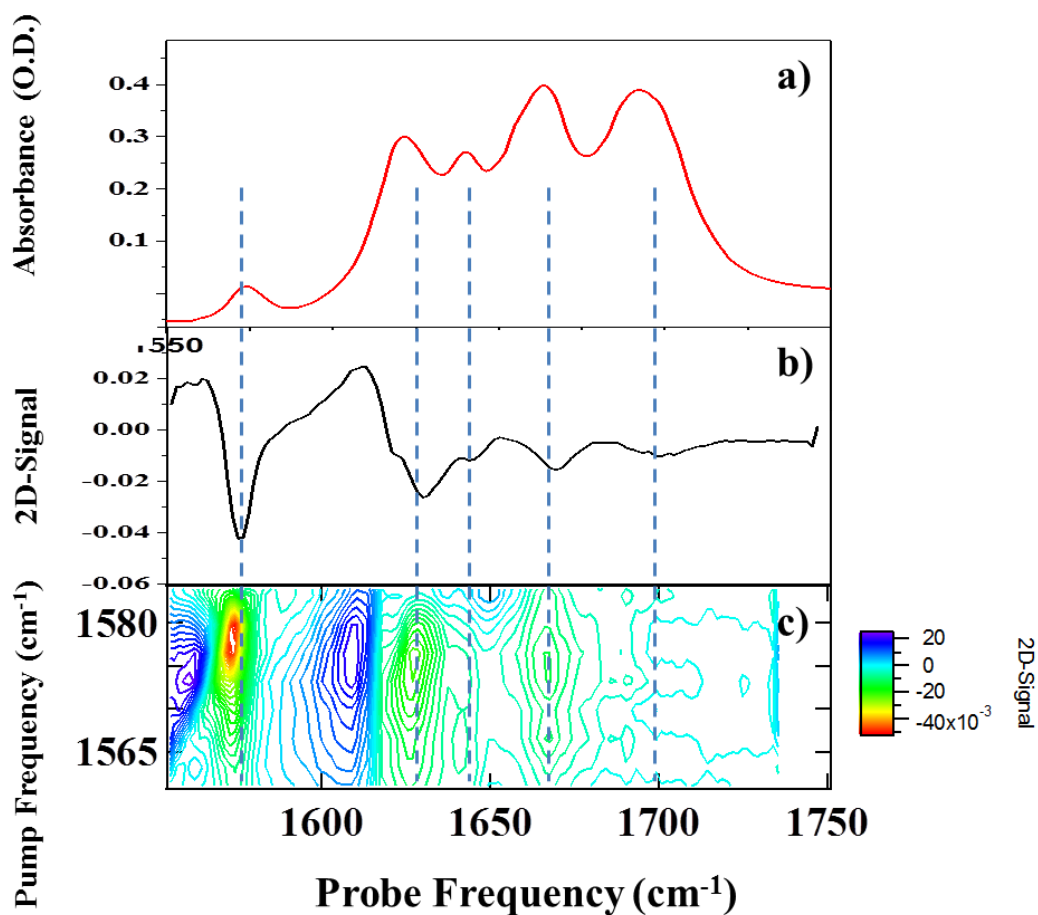 Absorbance (O.D.)
a)
0.4
0.3
0.2
0.1
1550
2D-Signal
b)
0.02
0.00
-0.02
-0.04
-0.06
Pump Frequency (cm-1)
c)
1580
1565
1600
1650
1700
1750
Probe Frequency (cm-1)
20
0
-20
-40x10-3
2D-Signal